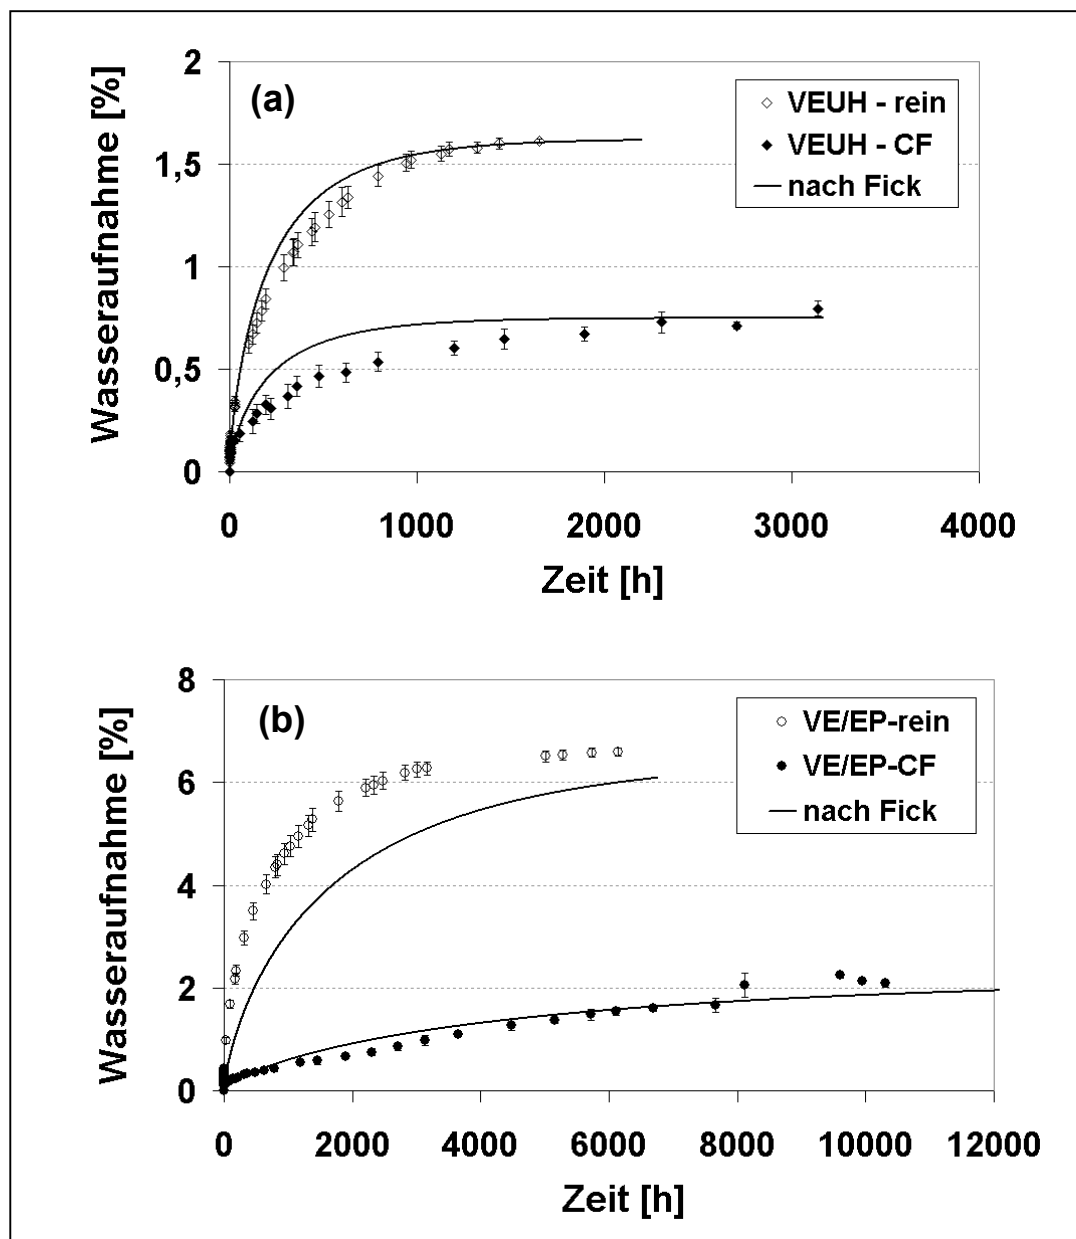 (a)
VEUH - rein
VEUH - CF
nach Fick
Wasseraufnahme [%]
2
1,5
1
0,5
0
0 1000 2000 3000 4000
Zeit [h]
(b)
VE/EP-rein
VE/EP-CF
nach Fick
Wasseraufnahme [%]
8
6
4
2
0
0 2000 4000 6000 8000 10000 12000
Zeit [h]